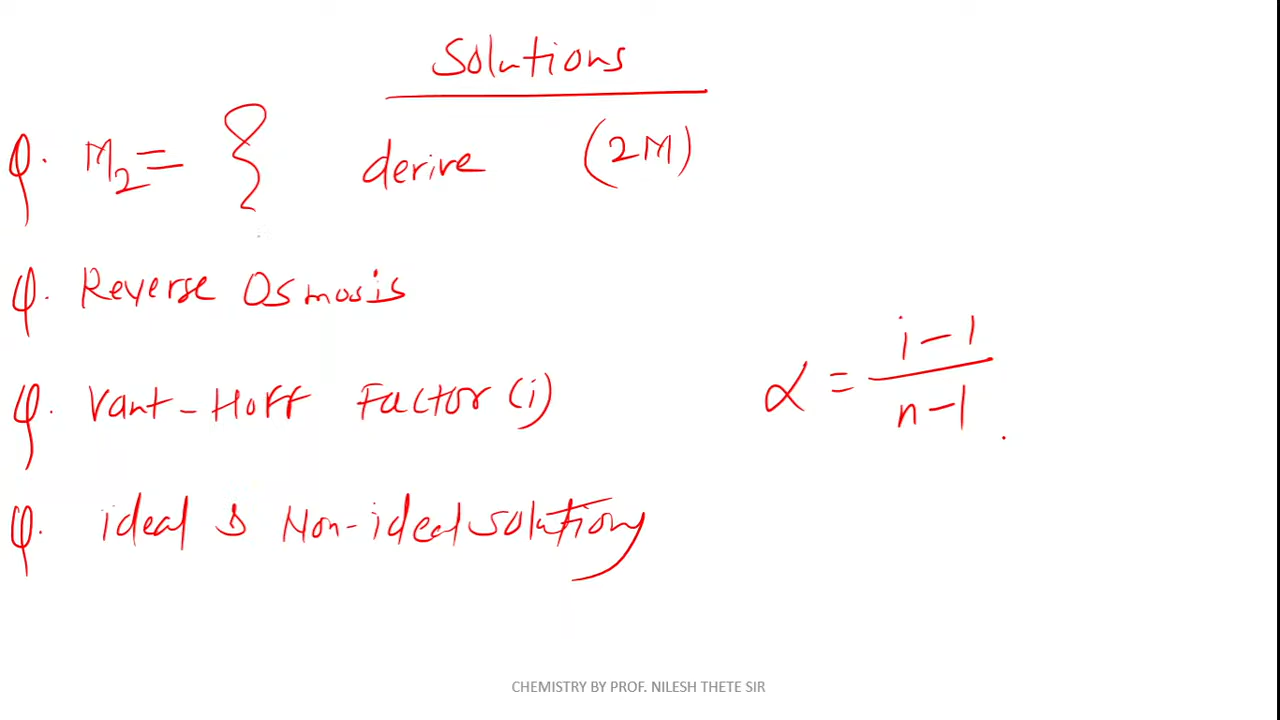 Solutions
Q. M2 = { derive (2M)
Q. Reverse Osmosis
Q. Vant-Hoff Factor (i)
α = i-1 / n-1
Q. ideal & Non-ideal solutions
CHEMISTRY BY PROF. NILESH THETE SIR